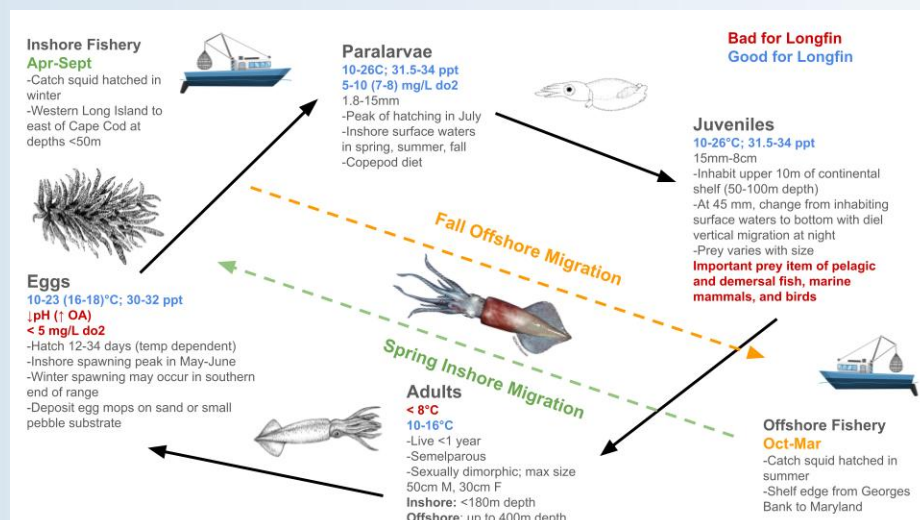 Inshore Fishery
Apr-Sept
-Catch squid hatched in
winter
-Western Long Island to
east of Cape Cod at
depths <50m
Paralarvae
10-26C; 31.5-34 ppt
5-10 (7-8) mg/L do2
1.8-15mm
-Peak of hatching in July
-Inshore surface waters
in spring, summer, fall
-Copepod diet
Bad for Longfin
Good for Longfin
Juveniles
10-26°C; 31.5-34 ppt
15mm-8cm
-Inhabit upper 10m of continental
shelf (50-100m depth)
-At 45 mm, change from inhabiting
surface waters to bottom with diel
vertical migration at night
-Prey varies with size
Important prey item of pelagic
and demersal fish, marine
mammals, and birds
Fall Offshore Migration
Spring Inshore Migration
Eggs
10-23 (16-18)°C; 30-32 ppt
↓pH (↑ OA)
< 5 mg/L do2
-Hatch 12-34 days (temp dependent)
-Inshore spawning peak in May-June
-Winter spawning may occur in southern
end of range
-Deposit egg mops on sand or small
pebble substrate
Adults
< 8°C
10-16°C
-Live <1 year
-Semelparous
-Sexually dimorphic; max size
50cm M, 30cm F
Inshore: <180m depth
Offshore: up to 400m depth
Offshore Fishery
Oct-Mar
-Catch squid hatched in
summer
-Shelf edge from Georges
Bank to Maryland